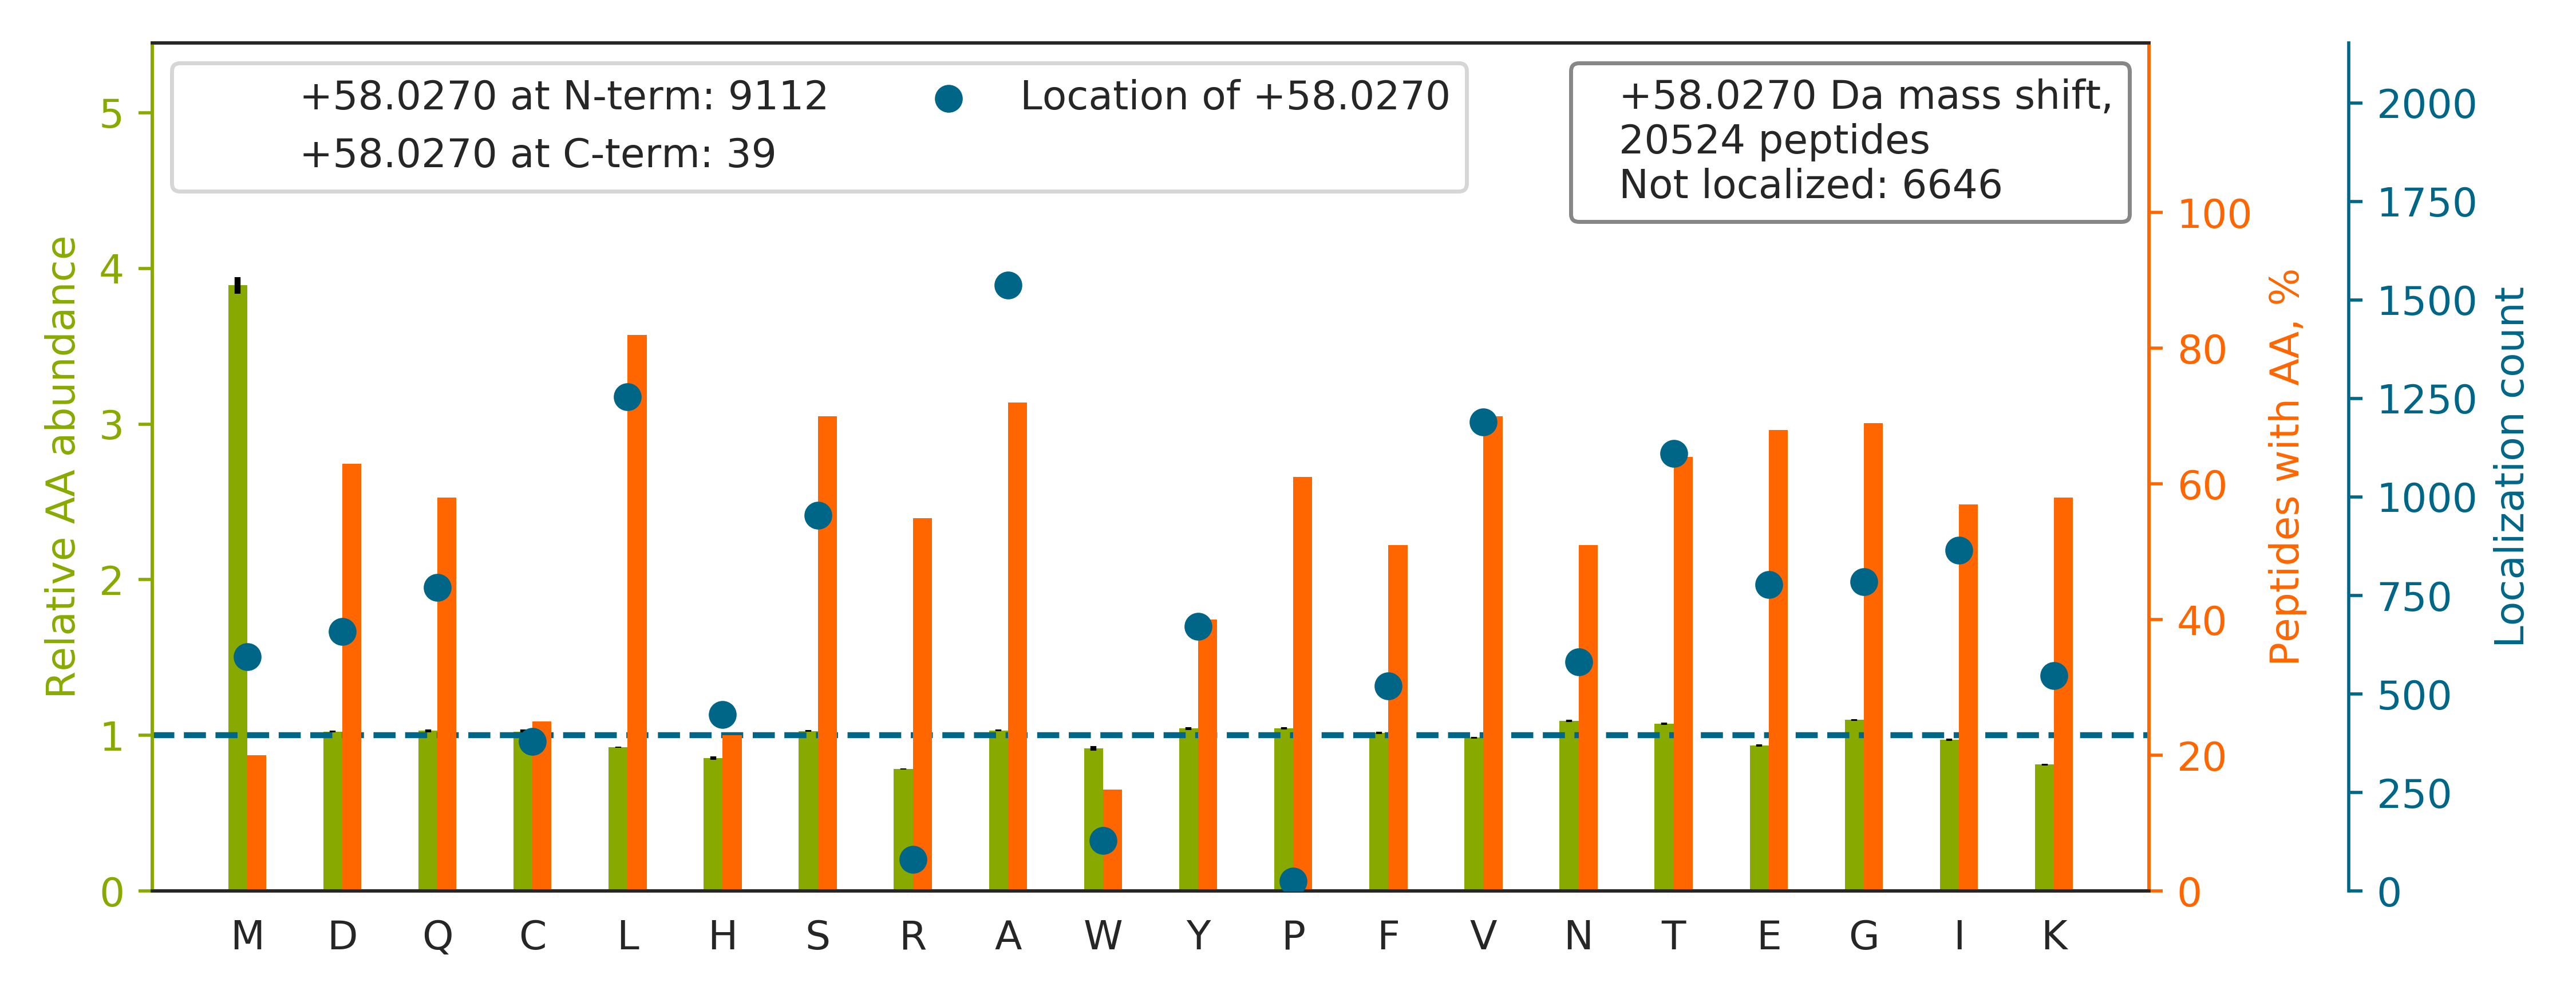 +58.0270 at N-term: 9112
+58.0270 at C-term: 39
Location of +58.0270
+58.0270 Da mass shift,
20524 peptides
Not localized: 6646
Relative AA abundance
5
4
3
2
1
0
M D Q C L H S R A W Y P F V N T E G I K
100
80
60
40
20
0
Peptides with AA, %
2000
1750
1500
1250
1000
750
500
250
0
Localization count